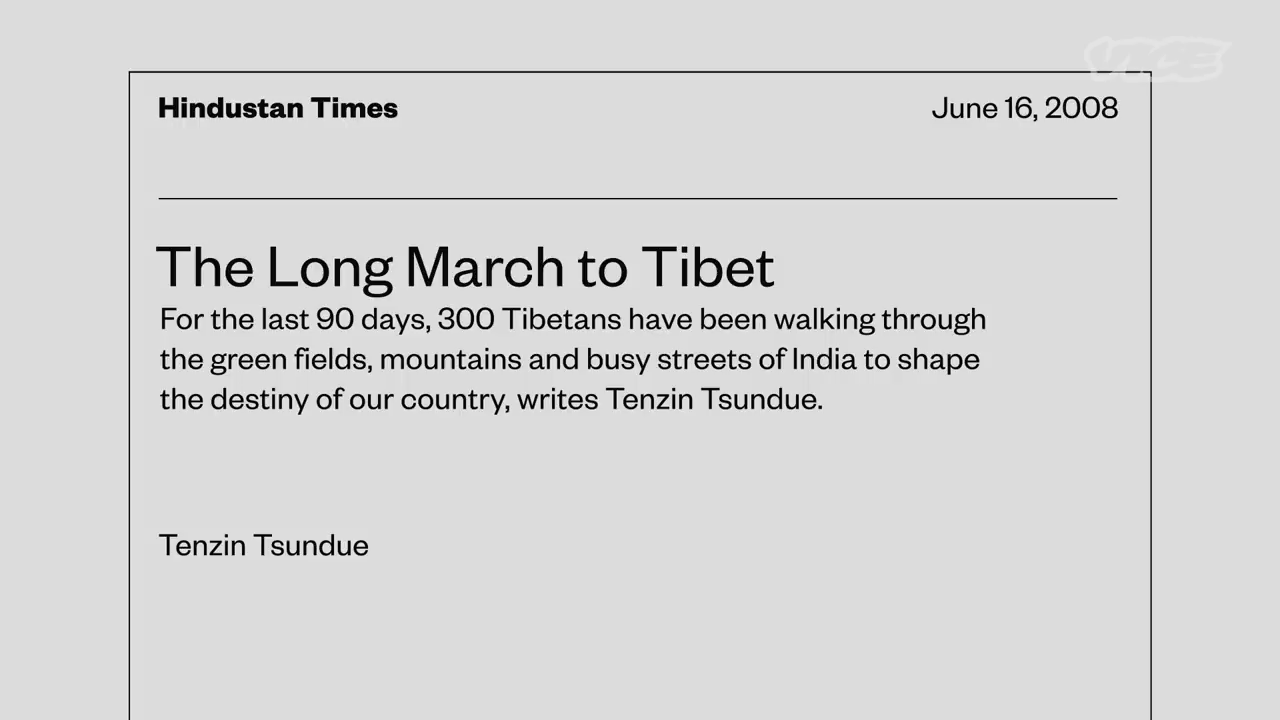 VICE
Hindustan Times
June 16, 2008
The Long March to Tibet
For the last 90 days, 300 Tibetans have been walking through
the green fields, mountains and busy streets of India to shape
the destiny of our country, writes Tenzin Tsundue.
Tenzin Tsundue